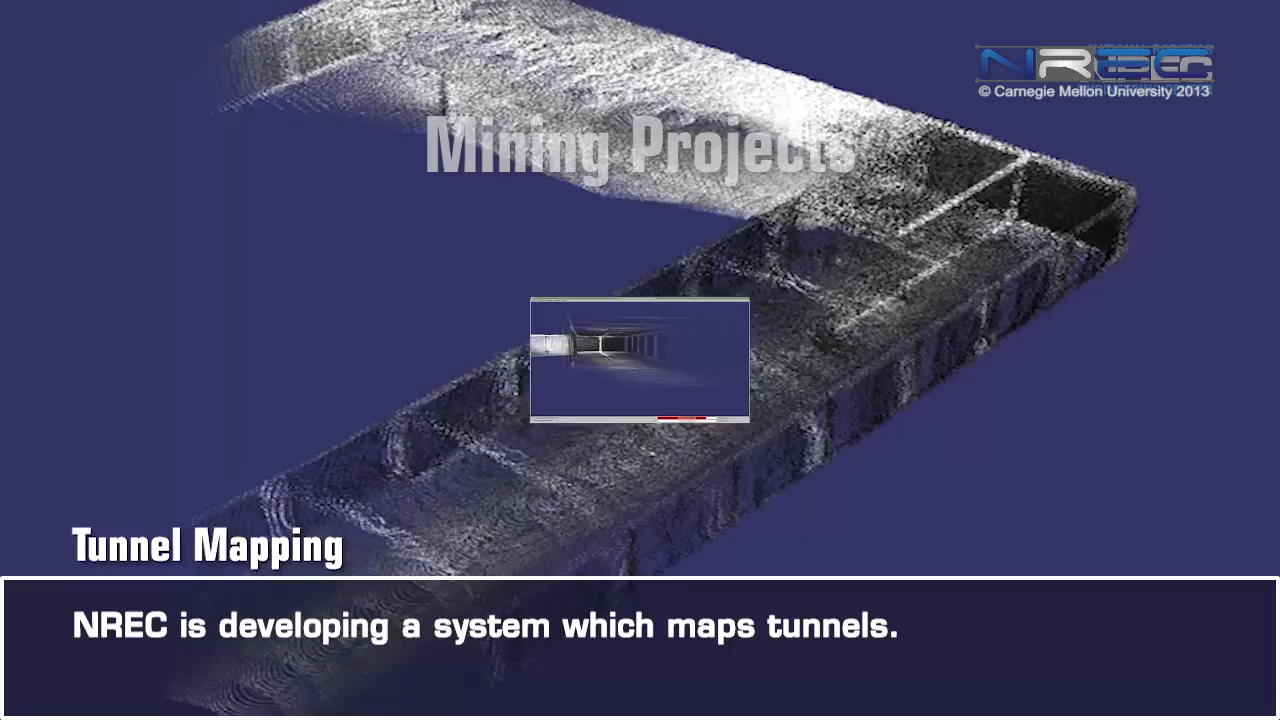 NREC
© Carnegie Mellon University 2013
Mining Projects
Tunnel Mapping
NREC is developing a system which maps tunnels.